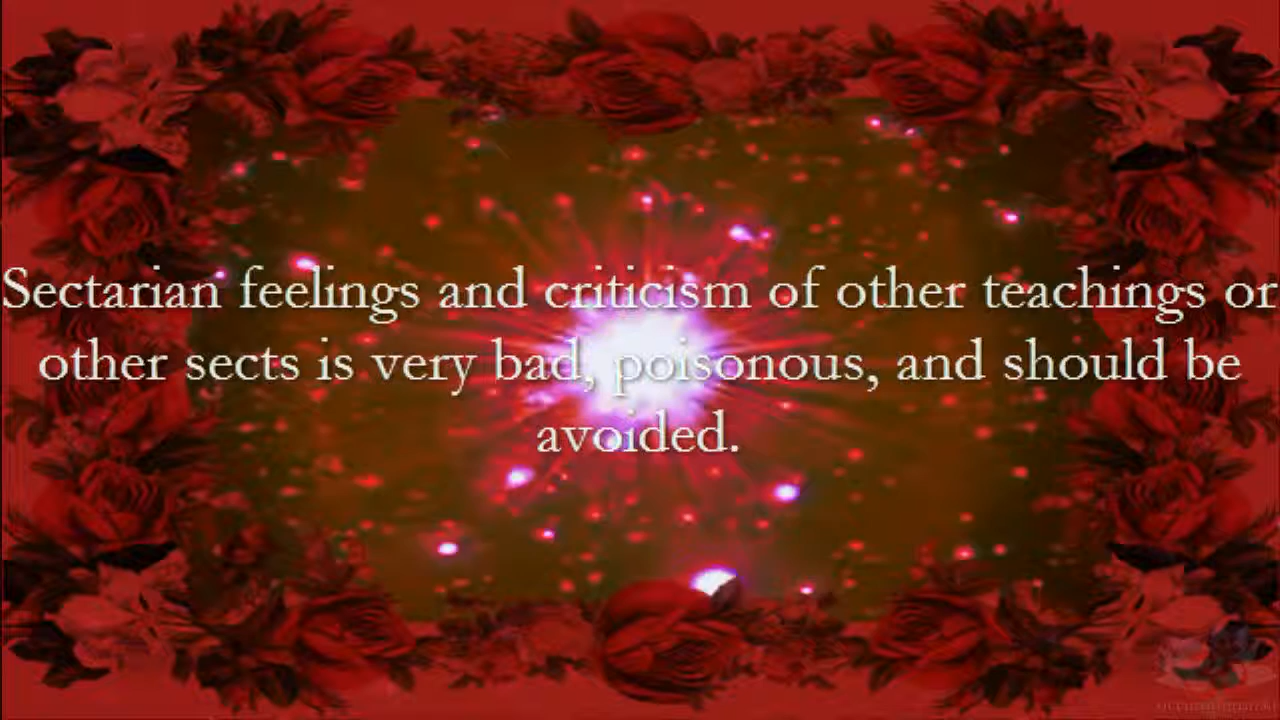 Sectarian feelings and criticism of other teachings or
other sects is very bad, poisonous, and should be
avoided.